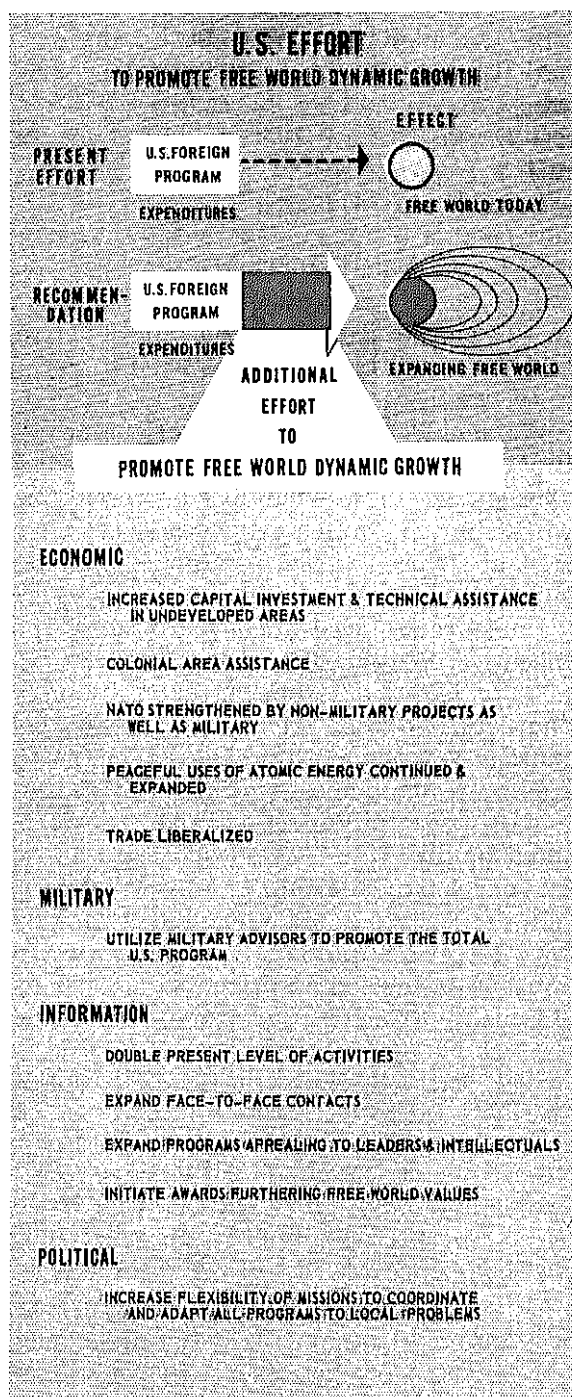 U.S. EFFORT
TO PROMOTE FREE WORLD DYNAMIC GROWTH
EFFECT
PRESENT
EFFORT
U.S. FOREIGN
PROGRAM
EXPENDITURES
FREE WORLD TODAY
RECOMMEN-
DATION
U.S. FOREIGN
PROGRAM
EXPENDITURES
EXPANDING FREE WORLD
ADDITIONAL
EFFORT
TO
PROMOTE FREE WORLD DYNAMIC GROWTH
ECONOMIC
INCREASED CAPITAL INVESTMENT & TECHNICAL ASSISTANCE
IN UNDEVELOPED AREAS
COLONIAL AREA ASSISTANCE
NATO STRENGTHENED BY NON-MILITARY PROJECTS AS
WELL AS MILITARY
PEACEFUL USES OF ATOMIC ENERGY CONTINUED &
EXPANDED
TRADE LIBERALIZED
MILITARY
UTILIZE MILITARY ADVISORS TO PROMOTE THE TOTAL
U.S. PROGRAM
INFORMATION
DOUBLE PRESENT LEVEL OF ACTIVITIES
EXPAND FACE-TO-FACE CONTACTS
EXPAND PROGRAMS APPEALING TO LEADERS & INTELLECTUALS
INITIATE AWARDS FURTHERING FREE WORLD VALUES
POLITICAL
INCREASE FLEXIBILITY OF MISSIONS TO COORDINATE
AND ADAPT ALL PROGRAMS TO LOCAL PROBLEMS